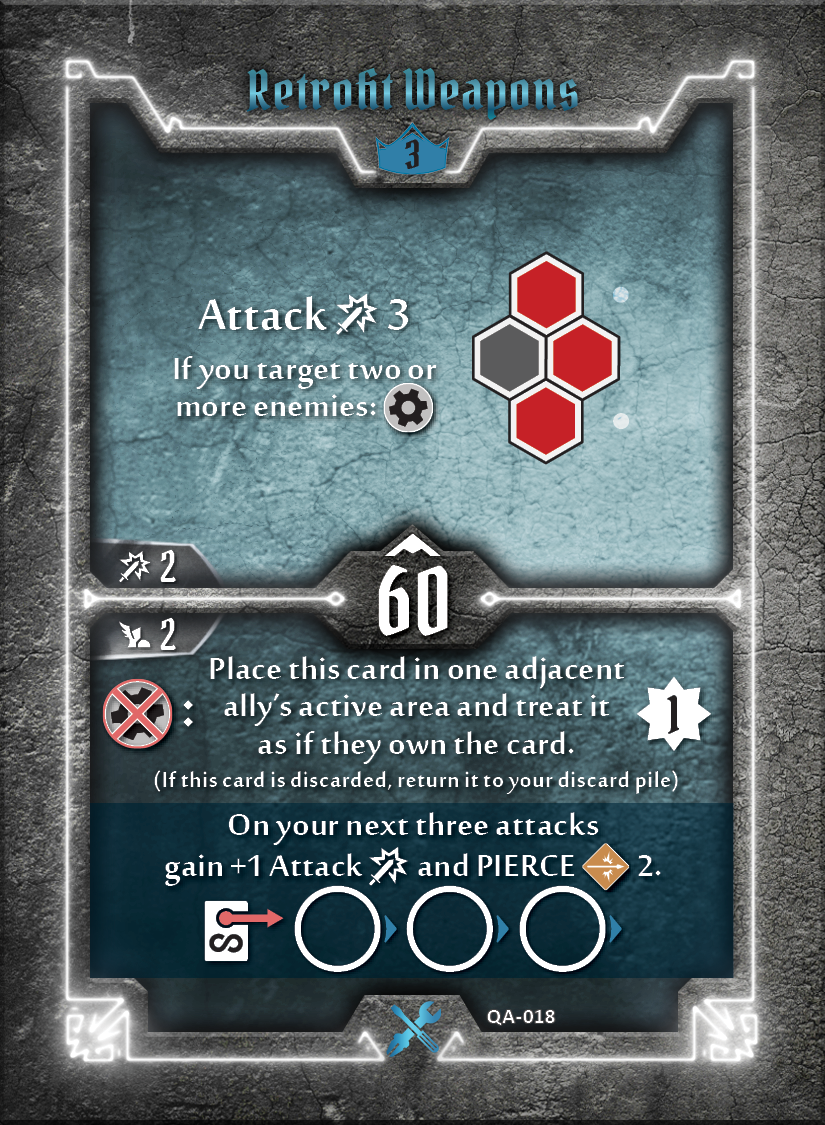 Retrofit Weapons
3
Attack 3
If you target two or
more enemies:
2
60
2
Place this card in one adjacent
: ally's active area and treat it
1
as if they own the card.
(If this card is discarded, return it to your discard pile)
On your next three attacks
gain +1 Attack and PIERCE 2.
QA-018